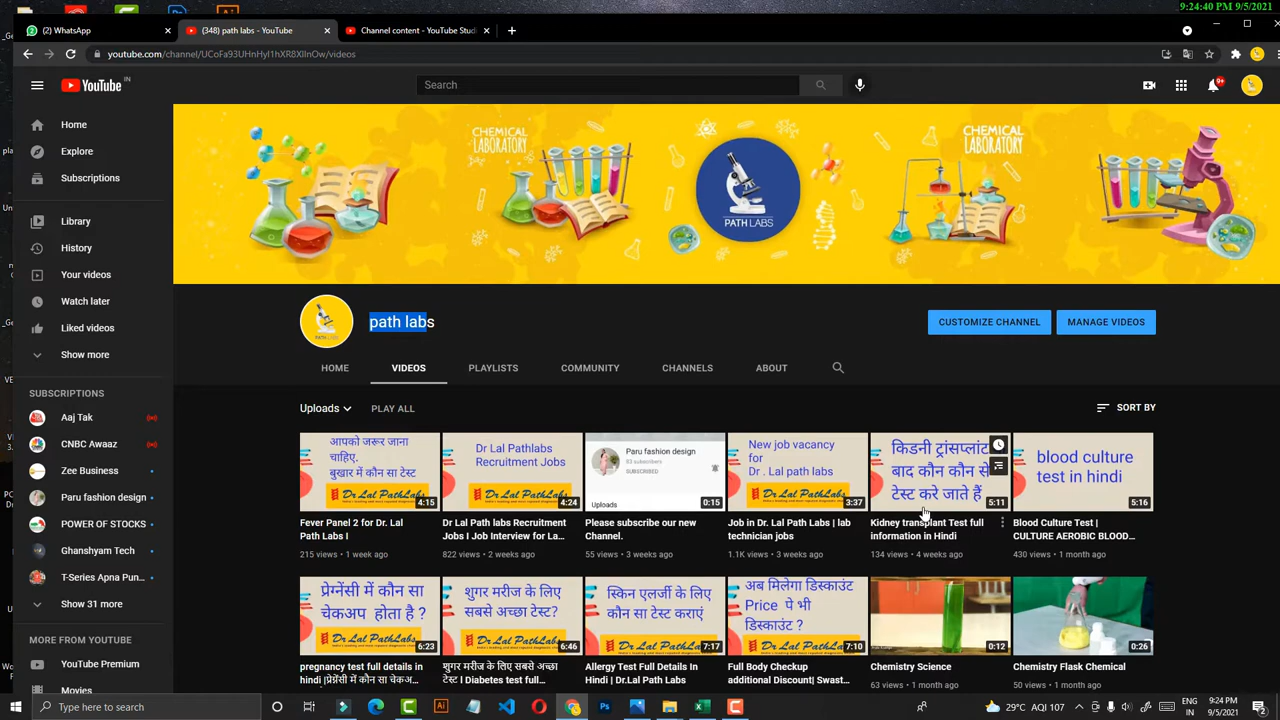 9:24:40 PM 9/5/2021
(2) WhatsApp
(348) path labs - YouTube
Channel content - YouTube Studi
youtube.com/channel/UCoFa93UHnHyl1hXR8XIlnOw/videos
YouTube IN
Search
9+
Home
Explore
Subscriptions
Library
History
Your videos
Watch later
Liked videos
Show more
SUBSCRIPTIONS
Aaj Tak
CNBC Awaaz
Zee Business
Paru fashion design
POWER OF STOCKS
Ghanshyam Tech
T-Series Apna Pun...
Show 31 more
MORE FROM YOUTUBE
YouTube Premium
Movies
CHEMICAL
LABORATORY
PATH LABS
CHEMICAL
LABORATORY
path labs
CUSTOMIZE CHANNEL
MANAGE VIDEOS
HOME
VIDEOS
PLAYLISTS
COMMUNITY
CHANNELS
ABOUT
Uploads
PLAY ALL
SORT BY
आपको जरूर जाना
चाहिए.
बुखार में कौन सा टेस्ट
Dr Lal PathLabs
4:15
Fever Panel 2 for Dr. Lal
Path Labs I
215 views • 1 week ago
Dr Lal Pathlabs
Recruitment Jobs
Dr Lal PathLabs
4:24
Dr Lal Path labs Recruitment
Jobs I Job Interview for La...
822 views • 2 weeks ago
Paru fashion design
83 subscribers
SUBSCRIBED
Uploads
0:15
Please subscribe our new
Channel.
55 views • 3 weeks ago
New job vacancy
for
Dr . Lal path labs
Dr Lal PathLabs
3:37
Job in Dr. Lal Path Labs | lab
technician jobs
1.1K views • 3 weeks ago
किडनी ट्रांसप्लांट
बाद कौन कौन से
टेस्ट करे जाते हैं
5:11
Kidney transplant Test full
information in Hindi
134 views • 4 weeks ago
blood culture
test in hindi
5:16
Blood Culture Test |
CULTURE AEROBIC BLOOD...
430 views • 1 month ago
प्रेग्नेंसी में कौन सा
चेकअप होता है ?
Dr Lal PathLabs
6:23
pregnancy test full details in
hindi |प्रेगेंसी में कौन सा
शुगर मरीज के लिए
सबसे अच्छा टेस्ट?
Dr Lal PathLabs
6:46
शुगर मरीज के लिए सबसे अच्छा
टेस्ट I Diabetes test full...
स्किन एलर्जी के लिए
कौन सा टेस्ट कराएं
Dr Lal PathLabs
7:17
Allergy Test Full Details In
Hindi | Dr.Lal Path Labs
अब मिलेगा डिस्काउंट
Price पे भी
डिस्काउंट ?
Dr Lal PathLabs
7:10
Full Body Checkup
additional Discount| Swast...
0:12
Chemistry Science
63 views • 1 month ago
0:26
Chemistry Flask Chemical
50 views • 1 month ago
Type here to search
29°C AQI 107
ENG
IN
9:24 PM
9/5/2021